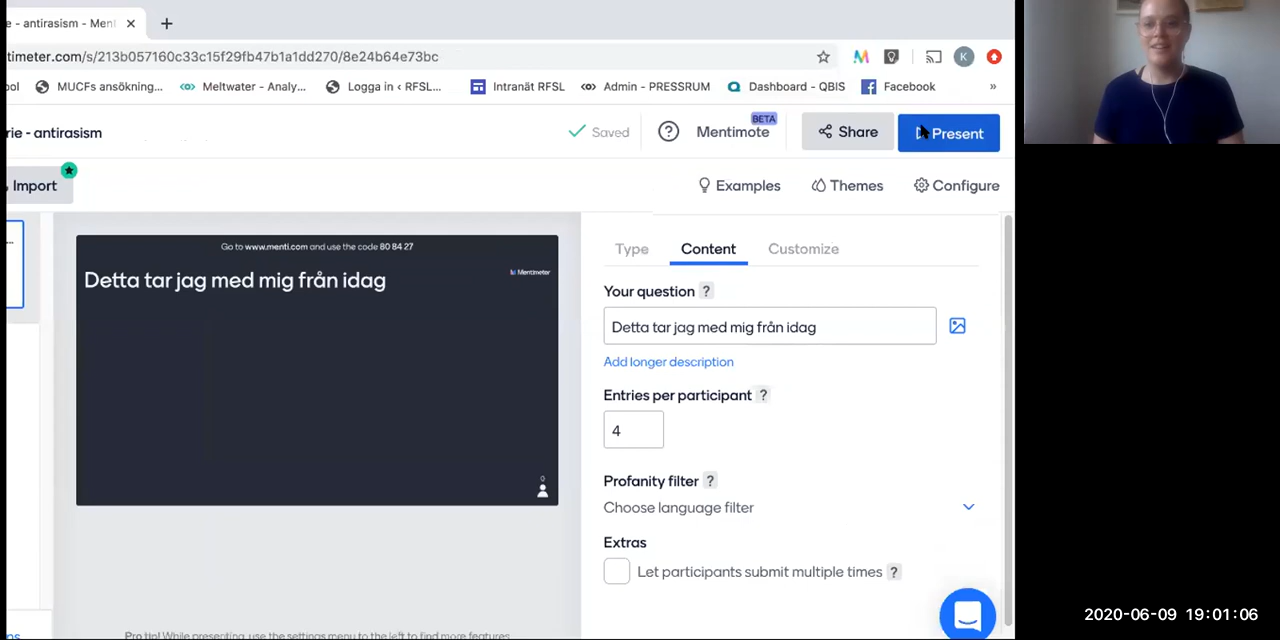 e - antirasism - Ment
timeter.com/s/213b057160c33c15f29fb47b1a1dd270/8e24b64e73bc
K
ool
MUCFs ansökning...
Meltwater - Analy...
Logga in ‹ RFSL...
Intranät RFSL
Admin - PRESSRUM
Dashboard - QBIS
Facebook
»
rie - antirasism
Saved
Mentimote
BETA
Share
Present
Import
Examples
Themes
Configure
Go to www.menti.com and use the code 80 84 27
Detta tar jag med mig från idag
Mentimeter
0
Type
Content
Customize
Your question ?
Detta tar jag med mig från idag
Add longer description
Entries per participant ?
4
Profanity filter ?
Choose language filter
Extras
Let participants submit multiple times ?
Pro tip! While presenting, use the settings menu to the left to find more features
2020-06-09 19:01:06